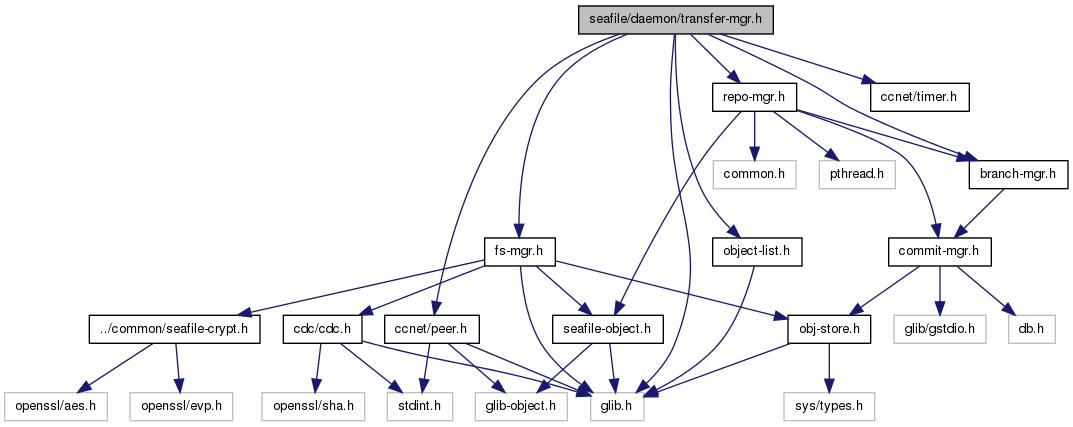 seafile/daemon/transfer-mgr.h
repo-mgr.h
ccnet/timer.h
common.h
pthread.h
branch-mgr.h
fs-mgr.h
object-list.h
commit-mgr.h
../common/seafile-crypt.h
cdc/cdc.h
ccnet/peer.h
seafile-object.h
obj-store.h
glib/gstdio.h
db.h
openssl/aes.h
openssl/evp.h
openssl/sha.h
stdint.h
glib-object.h
glib.h
sys/types.h